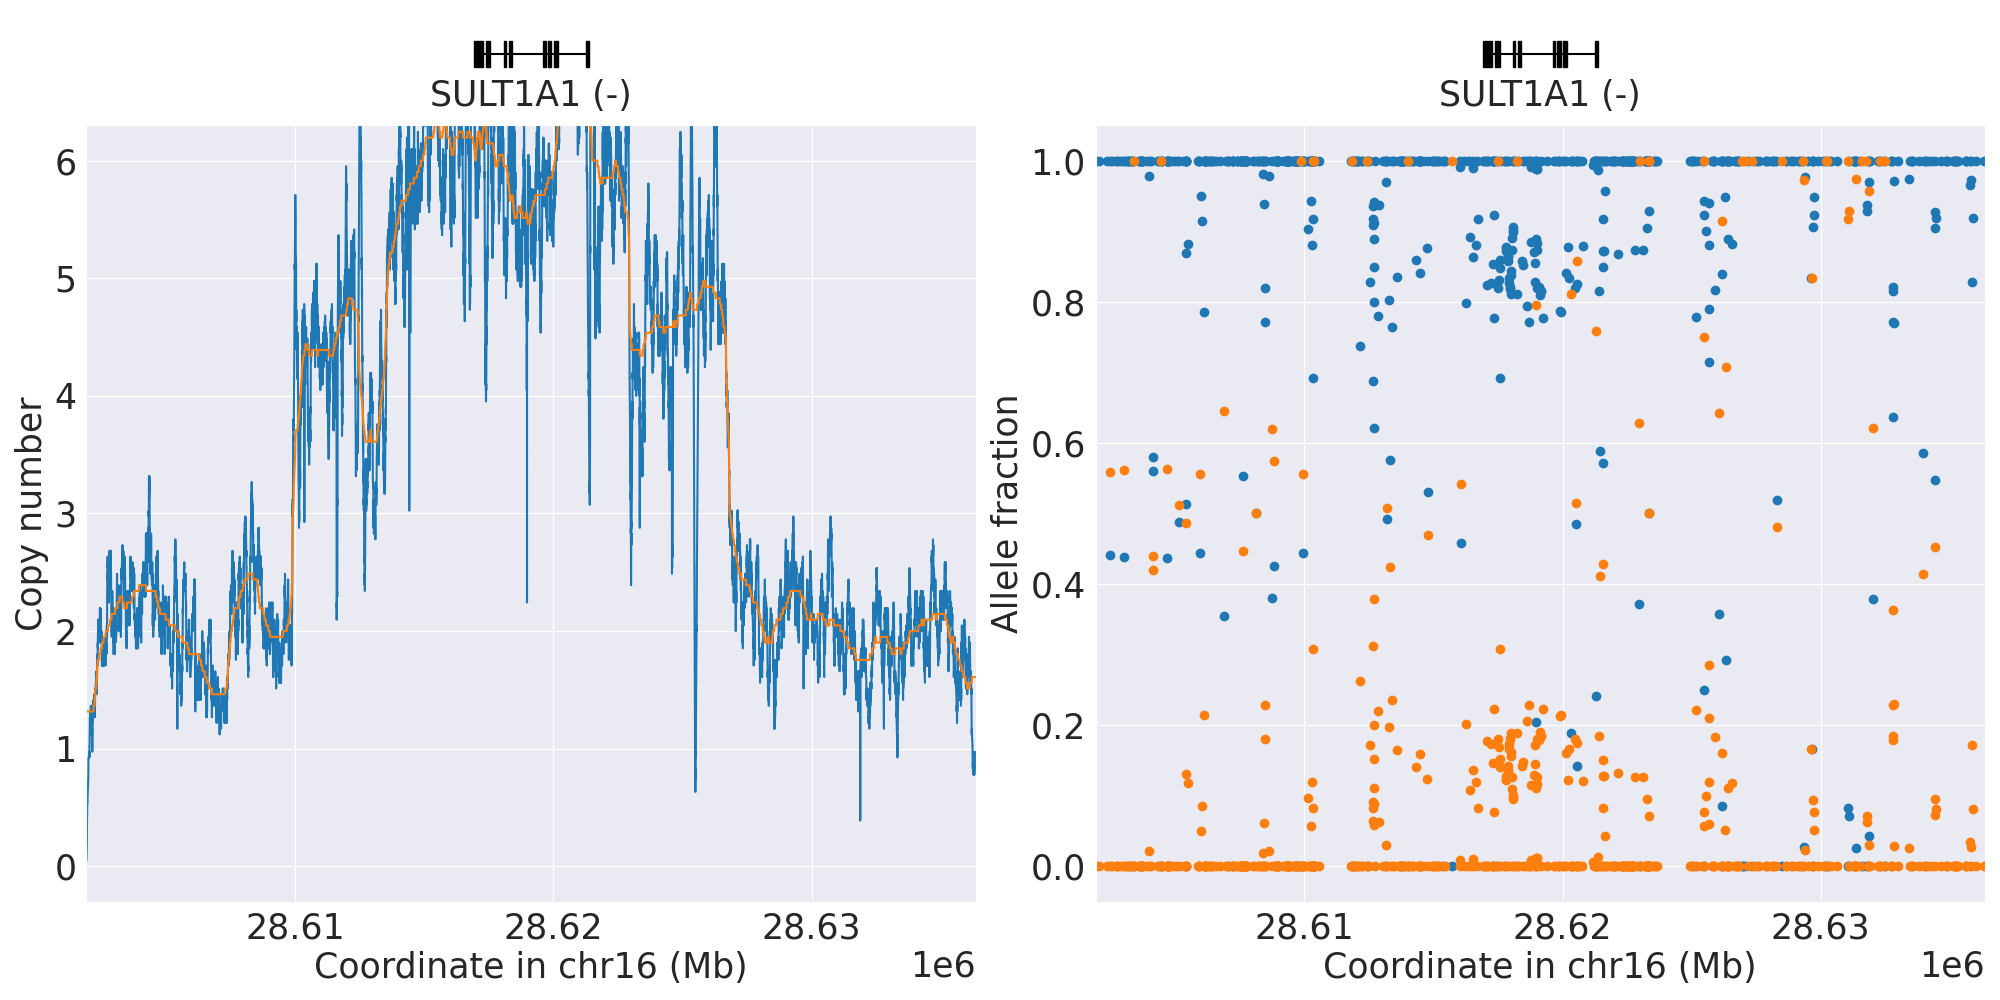 SULT1A1 (-)
6
5
4
3
2
1
0
Copy number
28.61
28.62
28.63
Coordinate in chr16 (Mb)
1e6
SULT1A1 (-)
1.0
0.8
0.6
0.4
0.2
0.0
Allele fraction
28.61
28.62
28.63
Coordinate in chr16 (Mb)
1e6